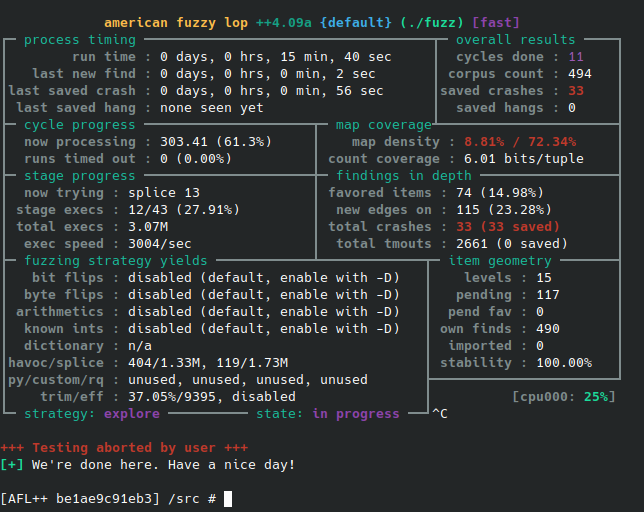 american fuzzy lop ++4.09a {default} (./fuzz) [fast]
process timing overall results
run time : 0 days, 0 hrs, 15 min, 40 sec cycles done : 11
last new find : 0 days, 0 hrs, 0 min, 2 sec corpus count : 494
last saved crash : 0 days, 0 hrs, 0 min, 56 sec saved crashes : 33
last saved hang : none seen yet saved hangs : 0
cycle progress map coverage
now processing : 303.41 (61.3%) map density : 8.81% / 72.34%
runs timed out : 0 (0.00%) count coverage : 6.01 bits/tuple
stage progress findings in depth
now trying : splice 13 favored items : 74 (14.98%)
stage execs : 12/43 (27.91%) new edges on : 115 (23.28%)
total execs : 3.07M total crashes : 33 (33 saved)
exec speed : 3004/sec total tmouts : 2661 (0 saved)
fuzzing strategy yields item geometry
bit flips : disabled (default, enable with -D) levels : 15
byte flips : disabled (default, enable with -D) pending : 117
arithmetics : disabled (default, enable with -D) pend fav : 0
known ints : disabled (default, enable with -D) own finds : 490
dictionary : n/a imported : 0
havoc/splice : 404/1.33M, 119/1.73M stability : 100.00%
py/custom/rq : unused, unused, unused, unused
trim/eff : 37.05%/9395, disabled [cpu000: 25%]
strategy: explore state: in progress ^C
+++ Testing aborted by user +++
[+] We're done here. Have a nice day!
[AFL++ be1ae9c91eb3] /src #